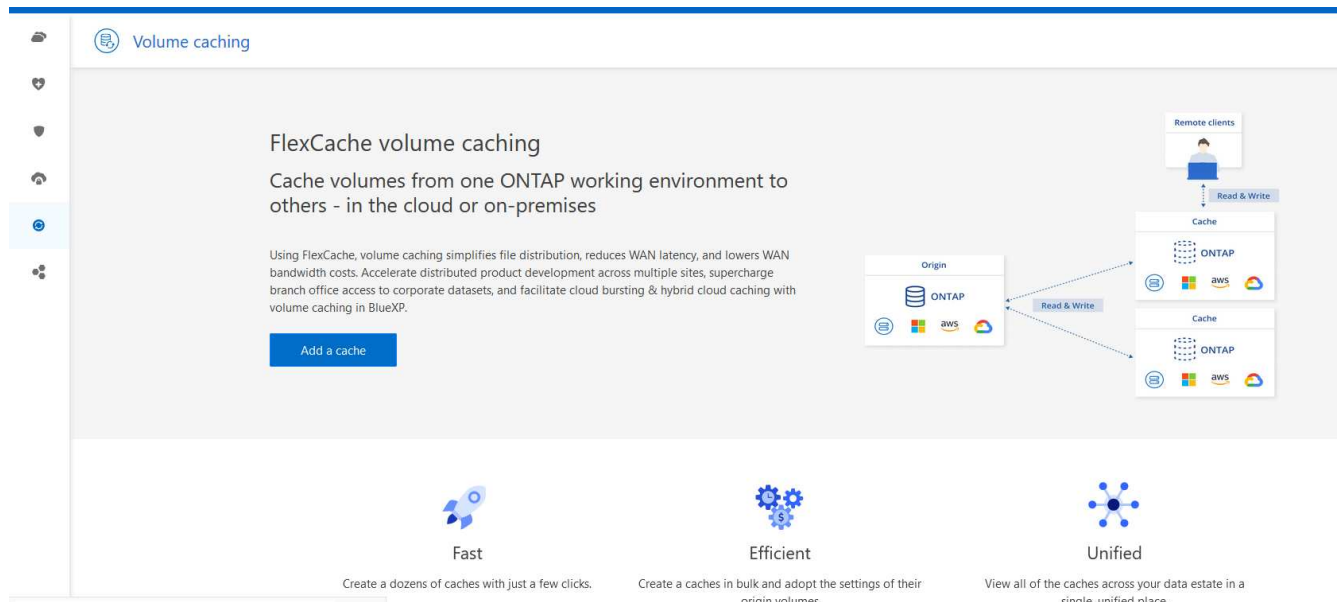 Volume caching
FlexCache volume caching
Cache volumes from one ONTAP working environment to
others - in the cloud or on-premises
Using FlexCache, volume caching simplifies file distribution, reduces WAN latency, and lowers WAN
bandwidth costs. Accelerate distributed product development across multiple sites, supercharge
branch office access to corporate datasets, and facilitate cloud bursting & hybrid cloud caching with
volume caching in BlueXP.
Add a cache
Remote clients
Read & Write
Cache
ONTAP
aws
Origin
ONTAP
aws
Read & Write
Cache
ONTAP
aws
Fast
Create a dozens of caches with just a few clicks.
Efficient
Create a caches in bulk and adopt the settings of their
origin volumes
Unified
View all of the caches across your data estate in a
single, unified place